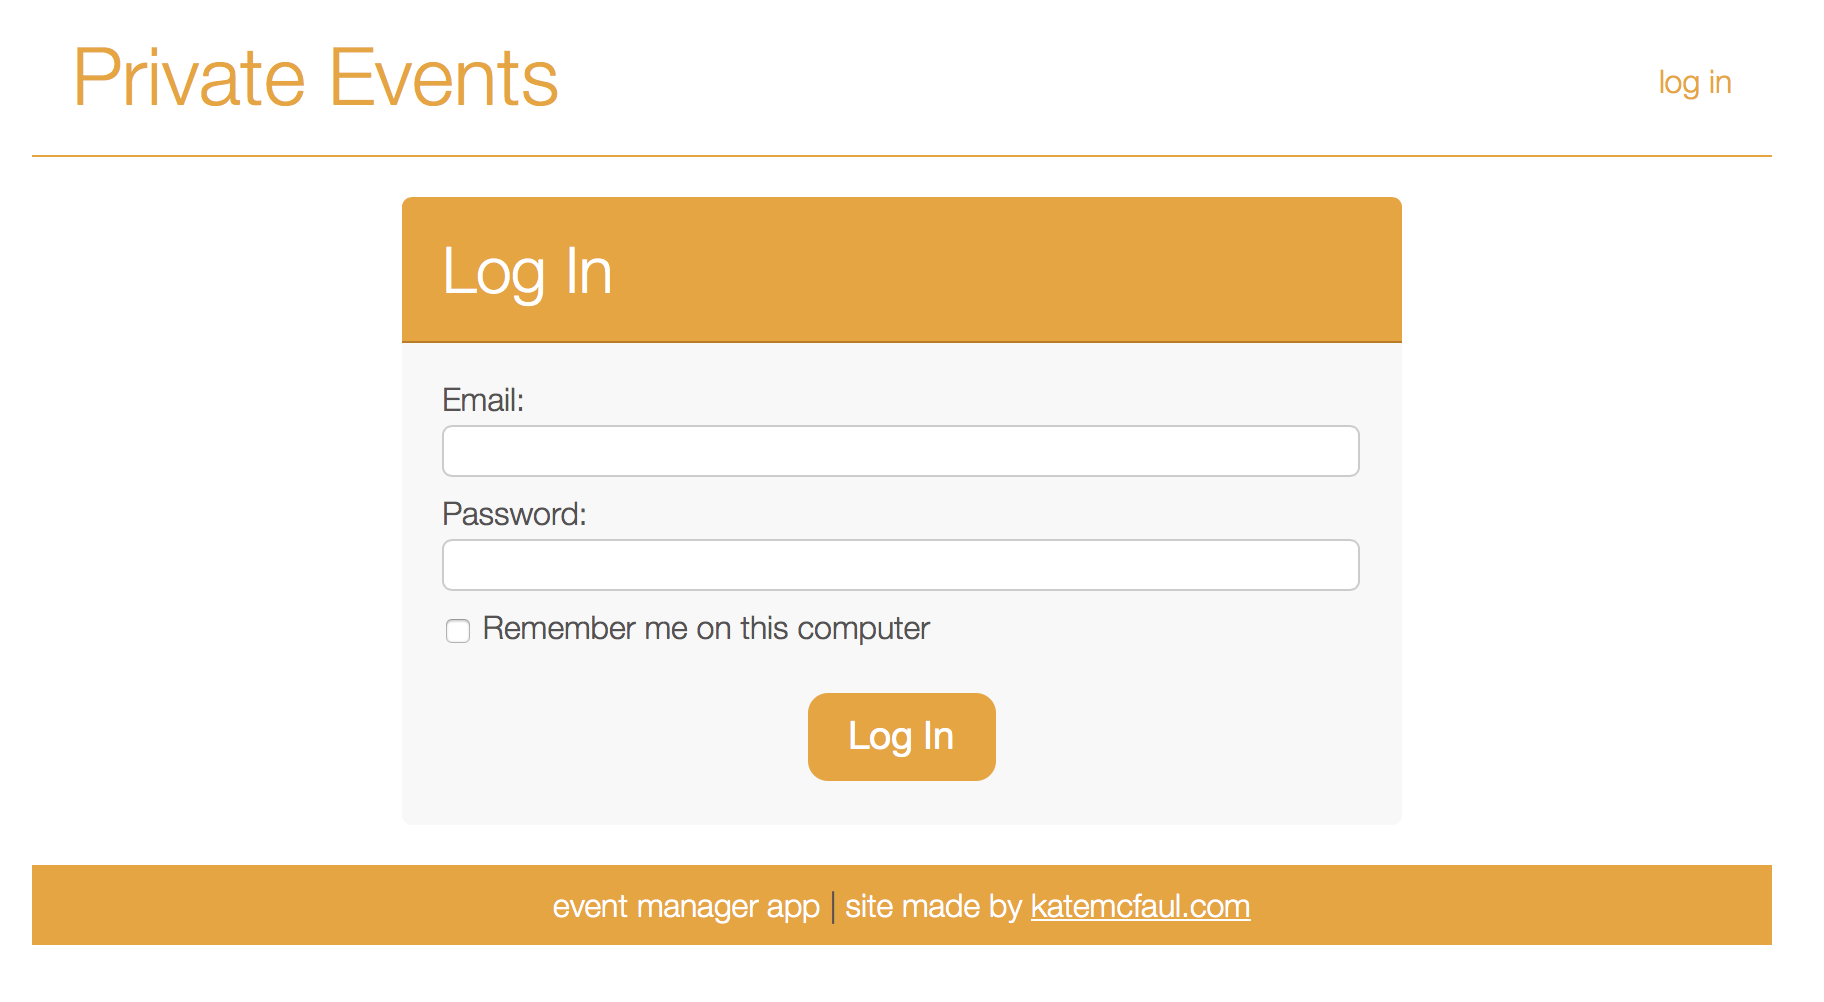 Private Events
log in
Log In
Email:
Password:
Remember me on this computer
Log In
event manager app | site made by katemcfaul.com